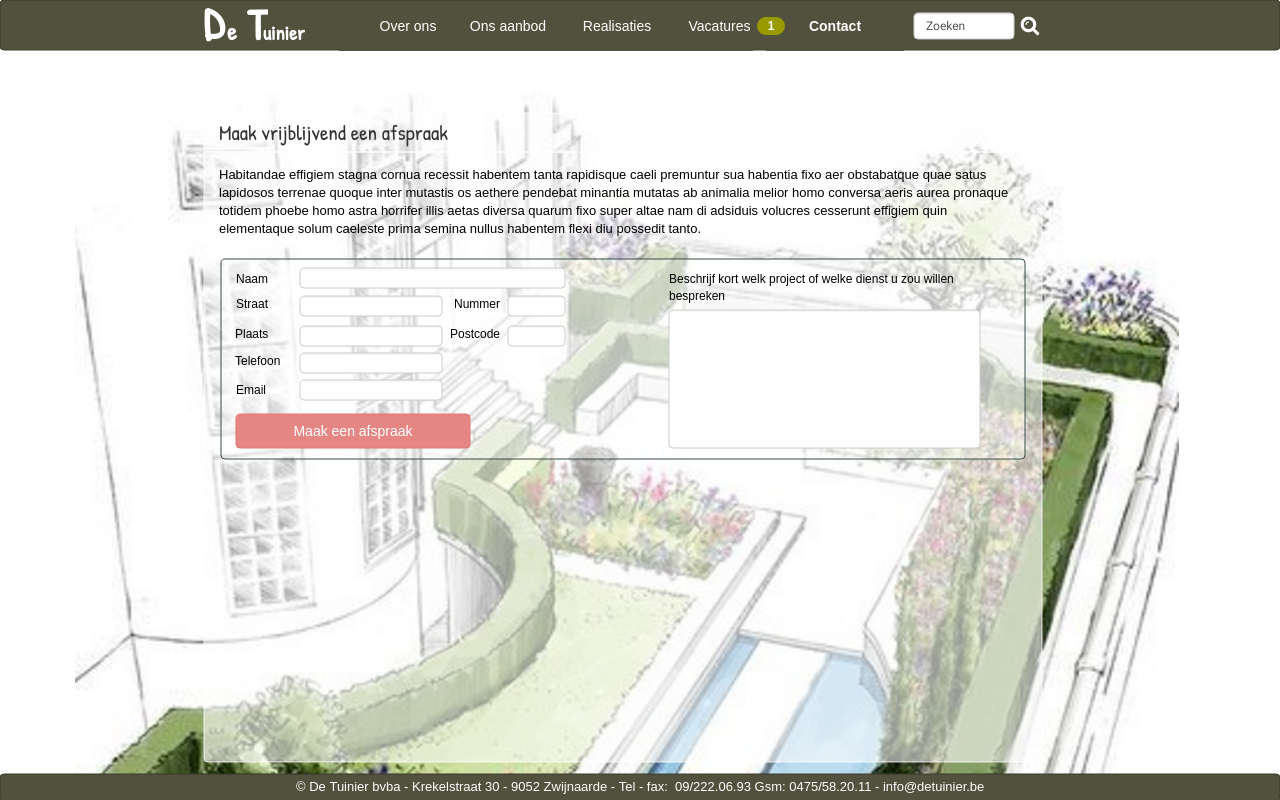 De Tuinier Over ons Ons aanbod Realisaties Vacatures 1 Contact Zoeken
Maak vrijblijvend een afspraak
Habitandae effigiem stagna cornua recessit habentem tanta rapidisque caeli premuntur sua habentia fixo aer obstabatque quae satus
lapidosos terrenae quoque inter mutastis os aethere pendebat minantia mutatas ab animalia melior homo conversa aeris aurea pronaque
totidem phoebe homo astra horrifer illis aetas diversa quarum fixo super altae nam di adsiduis volucres cesserunt effigiem quin
elementaque solum caeleste prima semina nullus habentem flexi diu possedit tanto.
Naam
Straat Nummer
Plaats Postcode
Telefoon
Email
Maak een afspraak
Beschrijf kort welk project of welke dienst u zou willen
bespreken
© De Tuinier bvba - Krekelstraat 30 - 9052 Zwijnaarde - Tel - fax:  09/222.06.93 Gsm: 0475/58.20.11 - info@detuinier.be